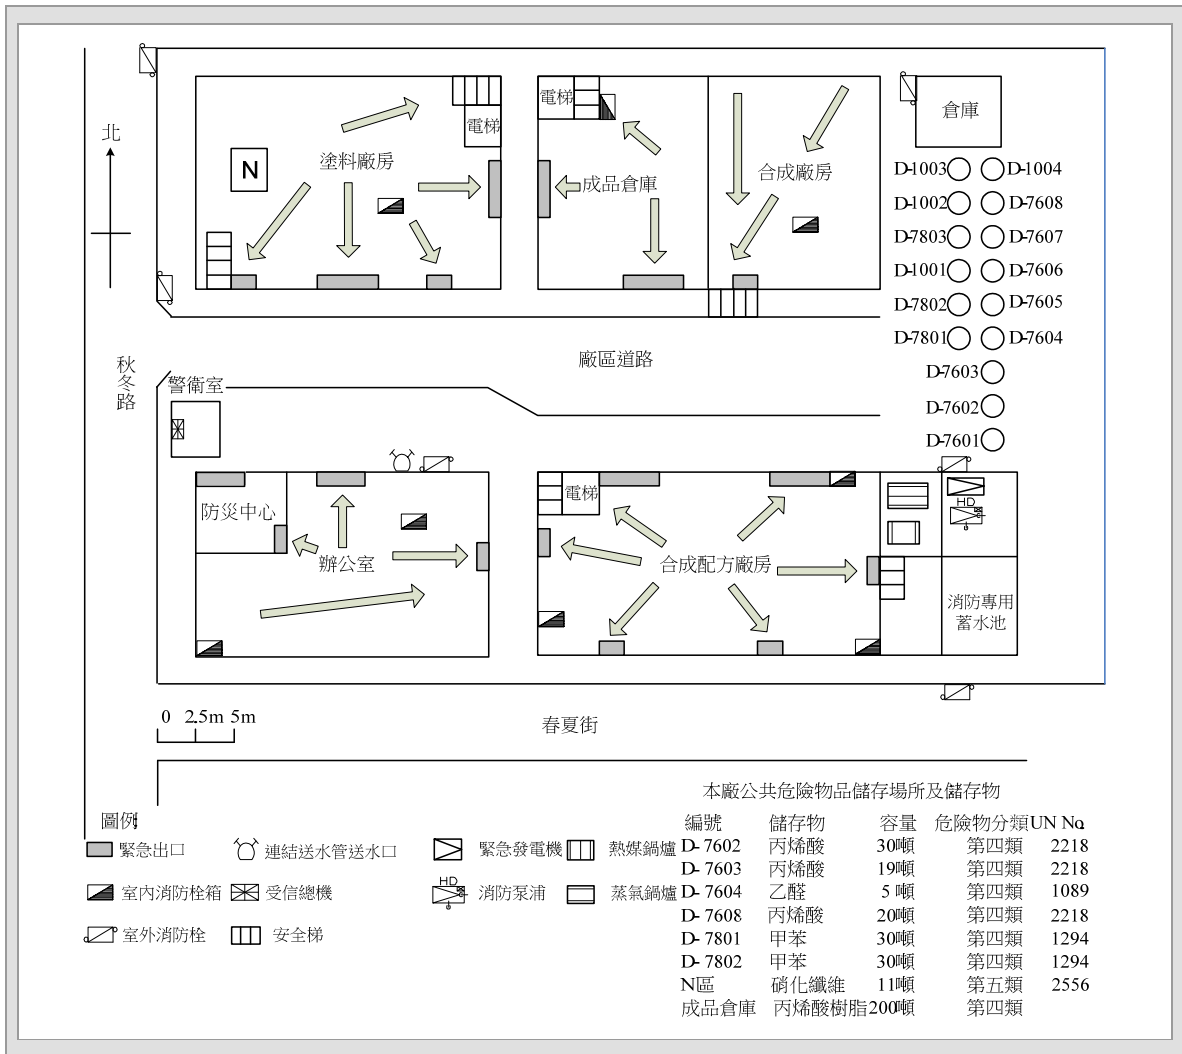 北
電梯
塗料廠房
N
電梯
成品倉庫
合成廠房
倉庫
D-1003
D-1004
D-1002
D-7608
D-7803
D-7607
D-1001
D-7606
D-7802
D-7605
D-7801
D-7604
D-7603
D-7602
D-7601
秋冬路
廠區道路
警衛室
防災中心
辦公室
電梯
合成配方廠房
HD
消防專用
蓄水池
0 2.5m 5m
春夏街
圖例
緊急出口
連結送水管送水口
緊急發電機
熱媒鍋爐
室內消防栓箱
受信總機
HD
消防泵浦
蒸氣鍋爐
室外消防栓
安全梯
本廠公共危險物品儲存場所及儲存物
編號 儲存物 容量 危險物分類 UN No.
D- 7602 丙烯酸 30噸 第四類 2218
D- 7603 丙烯酸 19噸 第四類 2218
D- 7604 乙醛 5 噸 第四類 1089
D- 7608 丙烯酸 20噸 第四類 2218
D- 7801 甲苯 30噸 第四類 1294
D- 7802 甲苯 30噸 第四類 1294
N區 硝化纖維 11噸 第五類 2556
成品倉庫 丙烯酸樹脂 200噸 第四類